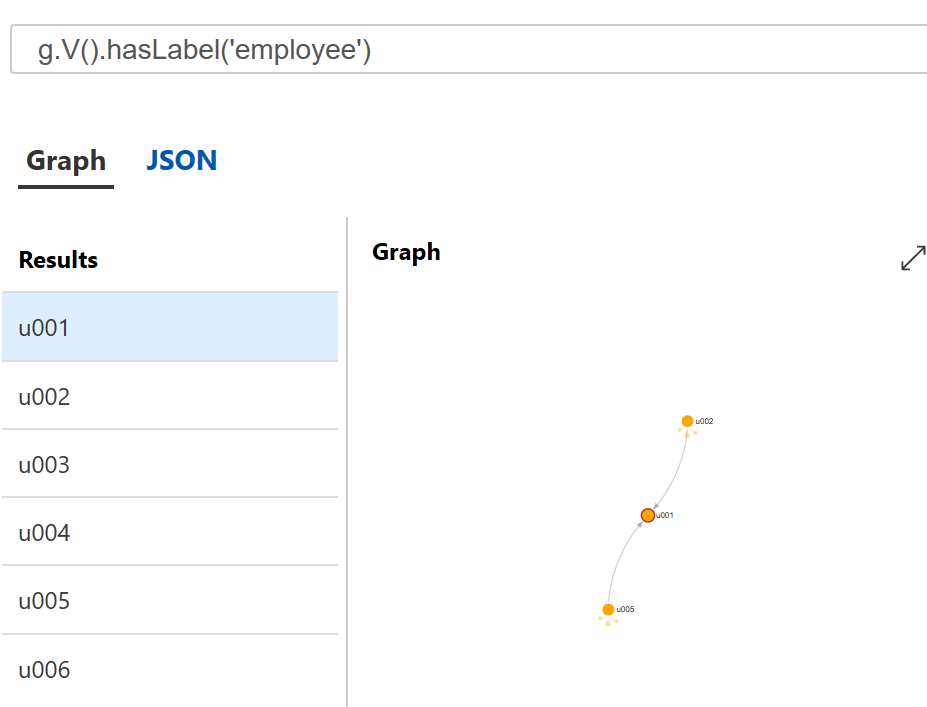 g.V().hasLabel('employee')
Graph JSON
Results
u001
u002
u003
u004
u005
u006
Graph
u002
u001
u005